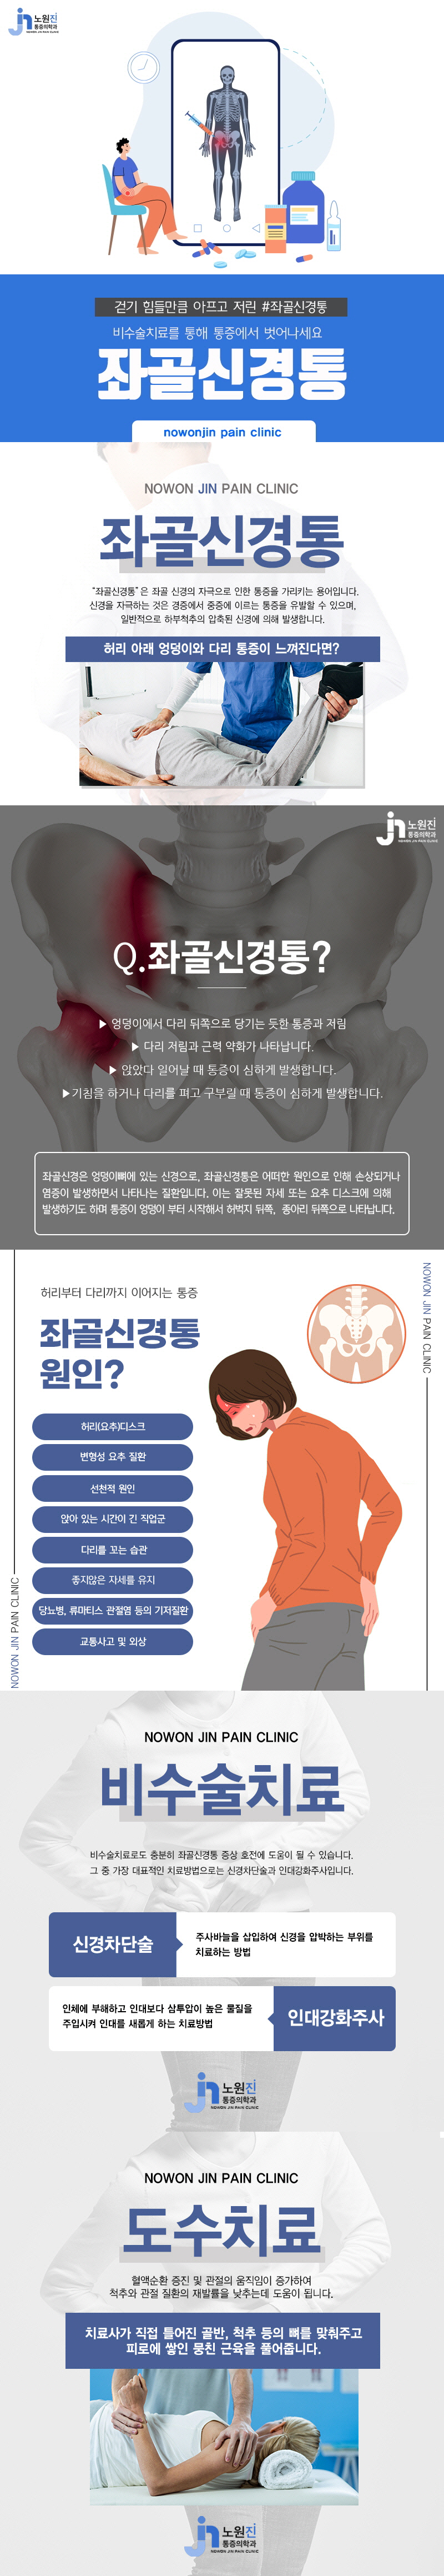 노원진
통증의학과
NOWON JIN PAIN CLINIC
걷기 힘들만큼 아프고 저린 #좌골신경통
비수술치료를 통해 통증에서 벗어나세요
좌골신경통
nowonjin pain clinic
NOWON JIN PAIN CLINIC
좌골신경통
"좌골신경통" 은 좌골 신경의 자극으로 인한 통증을 가리키는 용어입니다.
신경을 자극하는 것은 경증에서 중증에 이르는 통증을 유발할 수 있으며,
일반적으로 하부척추의 압축된 신경에 의해 발생합니다.
허리 아래 엉덩이와 다리 통증이 느껴진다면?
노원진
통증의학과
NOWON JIN PAIN CLINIC
Q.좌골신경통?
▶ 엉덩이에서 다리 뒤쪽으로 당기는 듯한 통증과 저림
▶ 다리 저림과 근력 약화가 나타납니다.
▶ 앉았다 일어날 때 통증이 심하게 발생합니다.
▶기침을 하거나 다리를 펴고 구부릴 때 통증이 심하게 발생합니다.
좌골신경은 엉덩이뼈에 있는 신경으로, 좌골신경통은 어떠한 원인으로 인해 손상되거나
염증이 발생하면서 나타나는 질환입니다. 이는 잘못된 자세 또는 요추 디스크에 의해
발생하기도 하며 통증이 엉덩이 부터 시작해서 허벅지 뒤쪽, 종아리 뒤쪽으로 나타납니다.
NOWON JIN PAIN CLINIC
허리부터 다리까지 이어지는 통증
좌골신경통
원인?
허리(요추)디스크
변형성 요추 질환
선천적 원인
앉아 있는 시간이 긴 직업군
다리를 꼬는 습관
좋지않은 자세를 유지
당뇨병, 류마티스 관절염 등의 기저질환
교통사고 및 외상
NOWON JIN PAIN CLINIC
NOWON JIN PAIN CLINIC
비수술치료
비수술치료로도 충분히 좌골신경통 증상 호전에 도움이 될 수 있습니다.
그 중 가장 대표적인 치료방법으로는 신경차단술과 인대강화주사입니다.
신경차단술
주사바늘을 삽입하여 신경을 압박하는 부위를
치료하는 방법
인체에 무해하고 인대보다 삼투압이 높은 물질을
주입시켜 인대를 새롭게 하는 치료방법
인대강화주사
노원진
통증의학과
NOWON JIN PAIN CLINIC
NOWON JIN PAIN CLINIC
도수치료
혈액순환 증진 및 관절의 움직임이 증가하여
척추와 관절 질환의 재발률을 낮추는데 도움이 됩니다.
치료사가 직접 틀어진 골반, 척추 등의 뼈를 맞춰주고
피로에 쌓인 뭉친 근육을 풀어줍니다.
노원진
통증의학과
NOWON JIN PAIN CLINIC